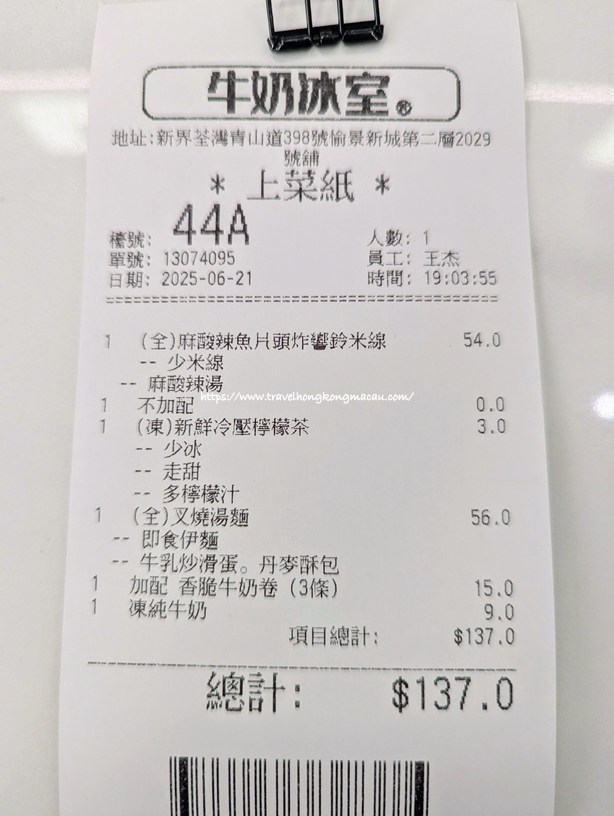 牛奶冰室®
地址:新界荃灣青山道398號愉景新城第二層2029
號舖
* 上菜紙 *
檯號: 44A 人數: 1
單號: 13074095 員工: 王杰
日期: 2025-06-21 時間: 19:03:55
1 (全)麻酸辣魚片頭炸響鈴米線 54.0
-- 少米線
-- 麻酸辣湯
https://www.travelhongkongmacau.com/
1 不加配 0.0
1 (凍)新鮮冷壓檸檬茶 3.0
-- 少冰
-- 走甜
-- 多檸檬汁
1 (全)叉燒湯麵 56.0
-- 即食伊麵
-- 牛乳炒滑蛋。丹麥酥包
1 加配 香脆牛奶卷 (3條) 15.0
1 凍純牛奶 9.0
項目總計: $137.0
總計: $137.0